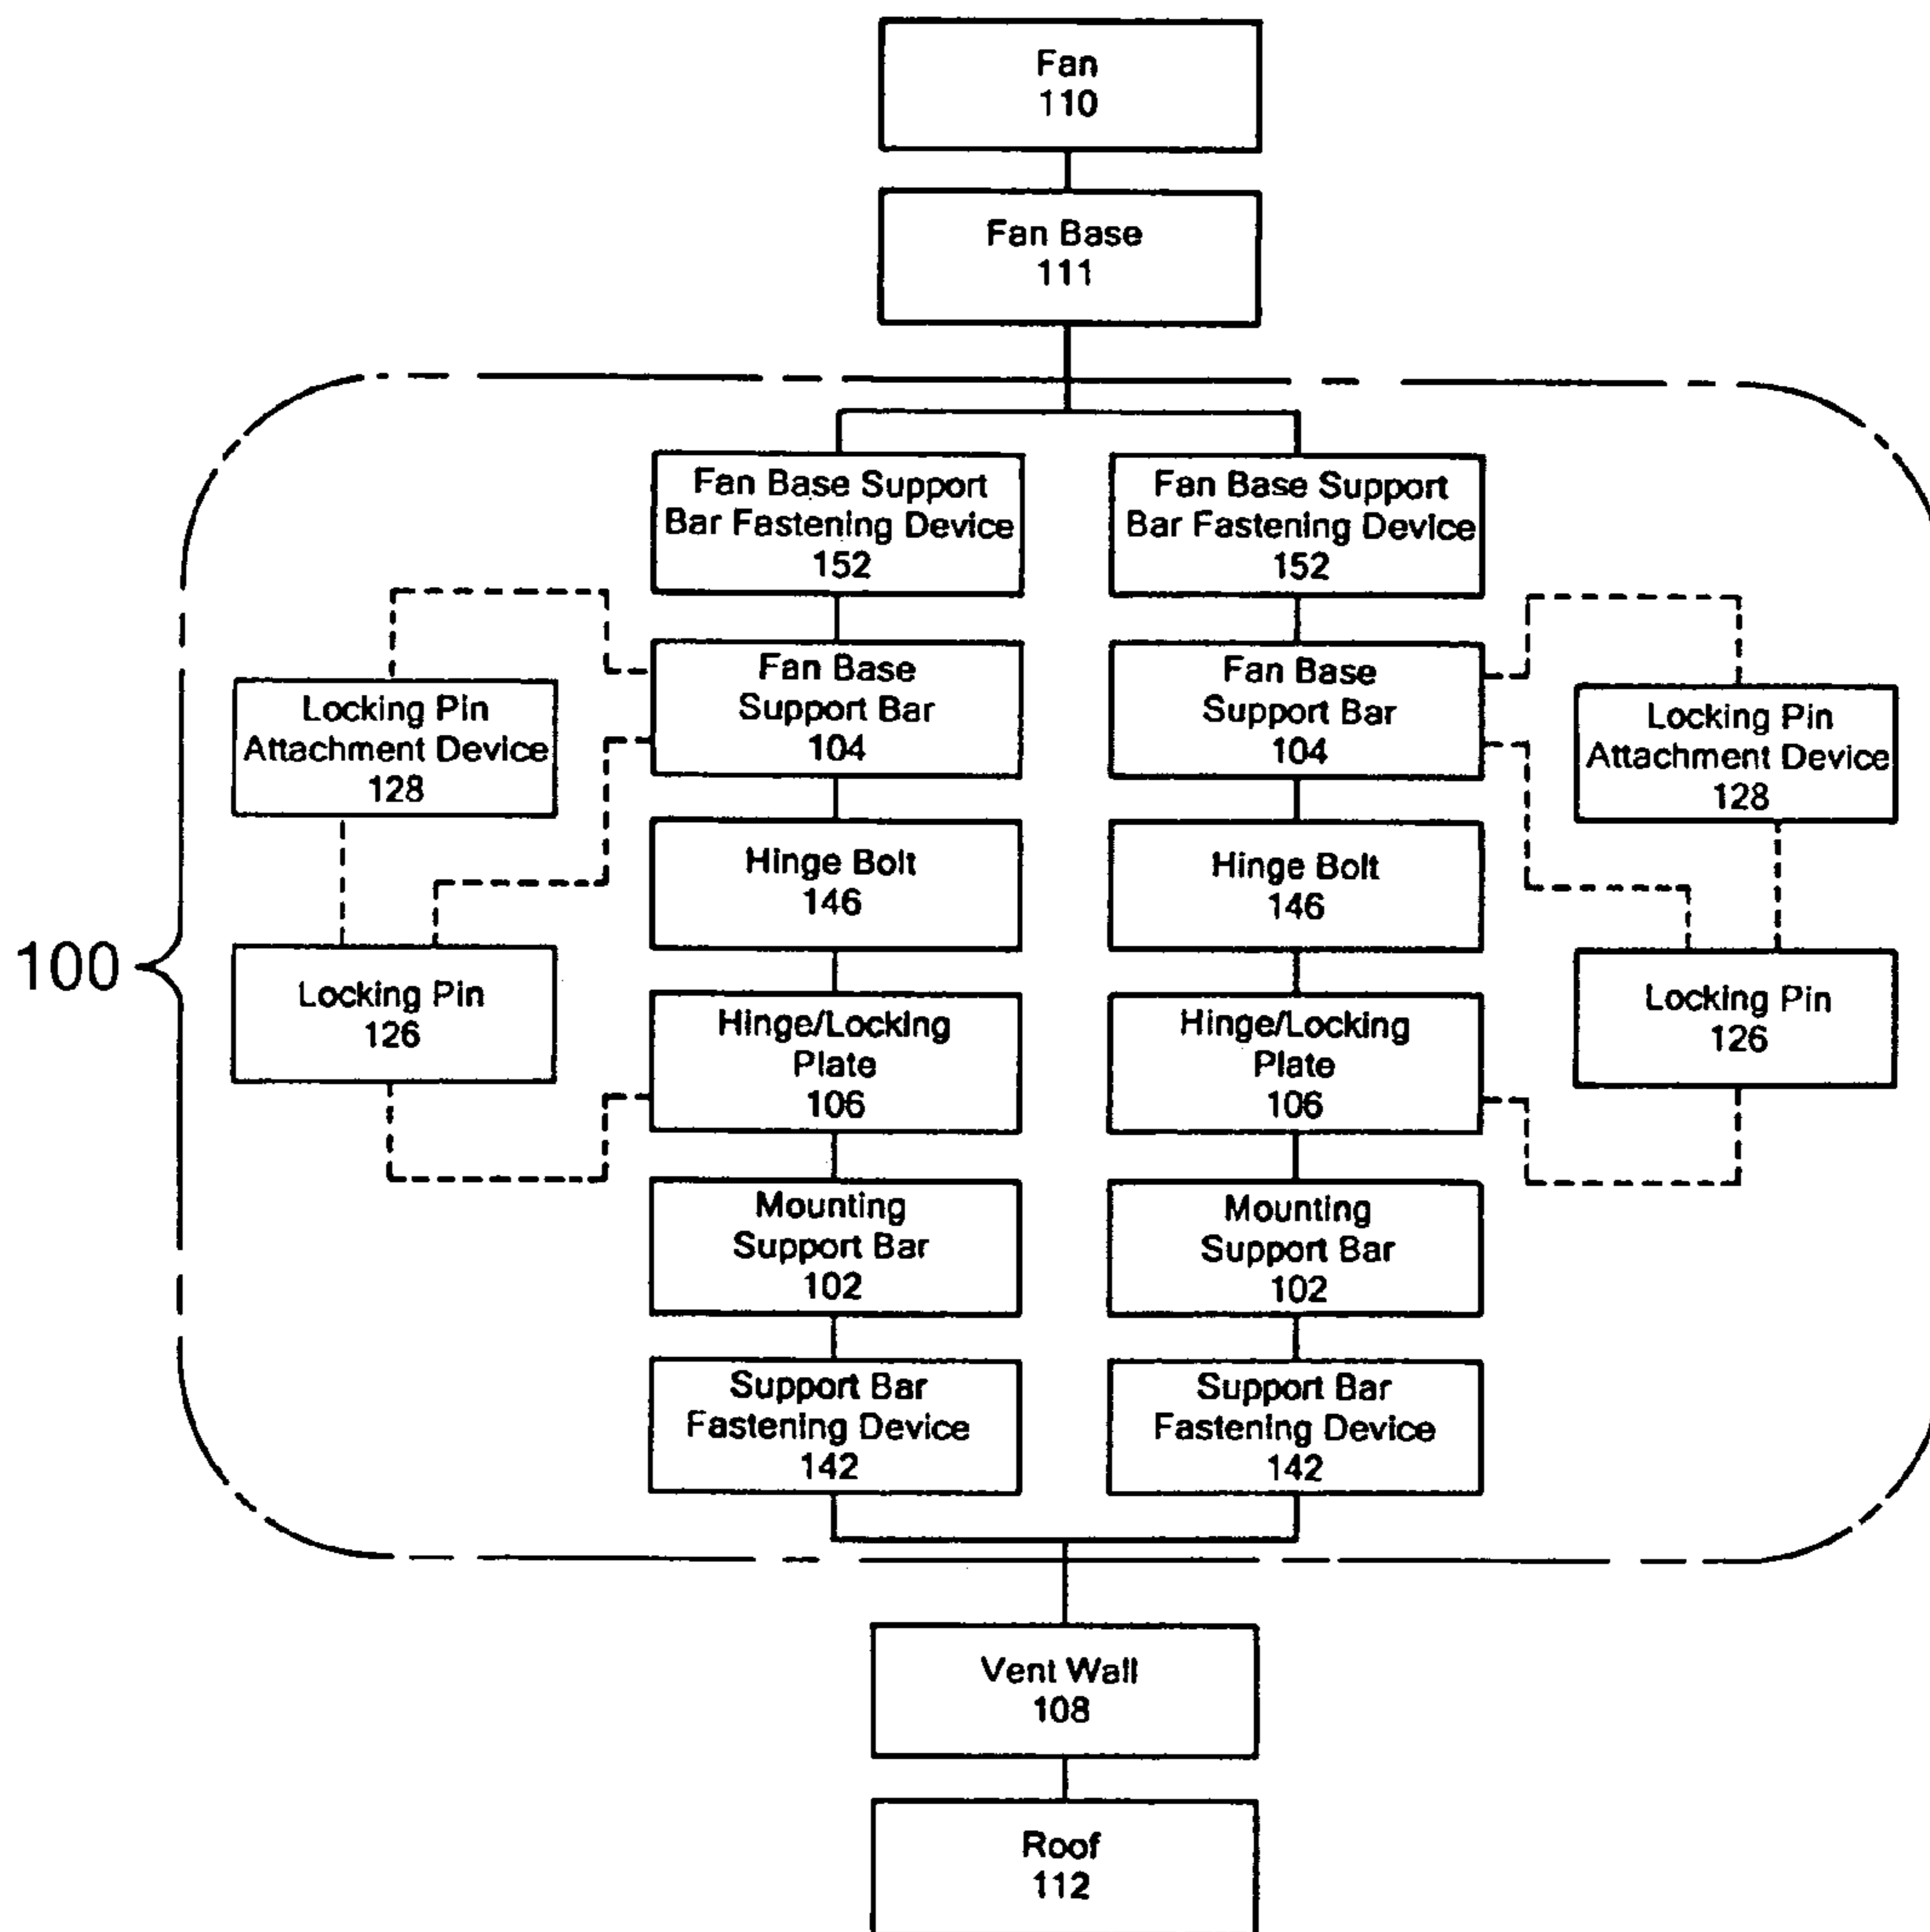 Fan
110
Fan Base
111
Fan Base Support
Bar Fastening Device
152
Fan Base Support
Bar Fastening Device
152
Fan Base
Support Bar
104
Fan Base
Support Bar
104
Locking Pin
Attachment Device
128
Locking Pin
Attachment Device
128
Hinge Bolt
146
Hinge Bolt
146
100
Locking Pin
126
Hinge/Locking
Plate
106
Hinge/Locking
Plate
106
Locking Pin
126
Mounting
Support Bar
102
Mounting
Support Bar
102
Support Bar
Fastening Device
142
Support Bar
Fastening Device
142
Vent Wall
108
Roof
112